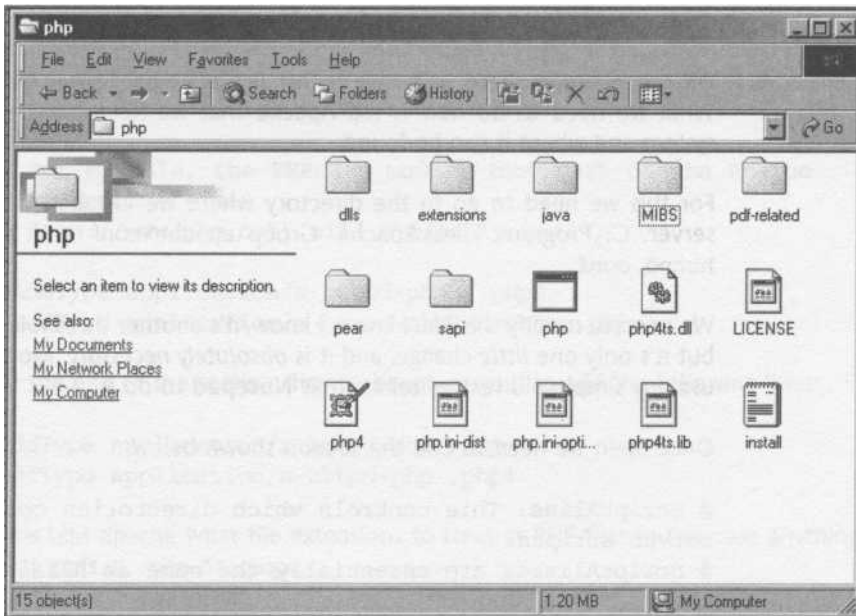 php
File Edit View Favorites Tools Help
Back Search Folders History
Address php Go
dlls extensions java MIBS pdf-related
php
Select an item to view its description.
See also:
My Documents
My Network Places
My Computer
pear sapi php php4ts.dll LICENSE
php4 php.ini-dist php.ini-opti... php4ts.lib install
15 object(s) 1.20 MB My Computer